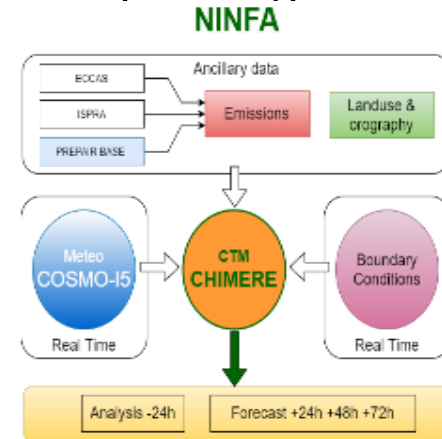 NINFA
Ancillary data
ECCAS
ISPRA
PREPAIR BASE
Emissions
Landuse &
orography
Meteo
COSMO-I5
Real Time
CTM
CHIMERE
Boundary
Conditions
Real Time
Analysis -24h
Forecast +24h +48h +72h